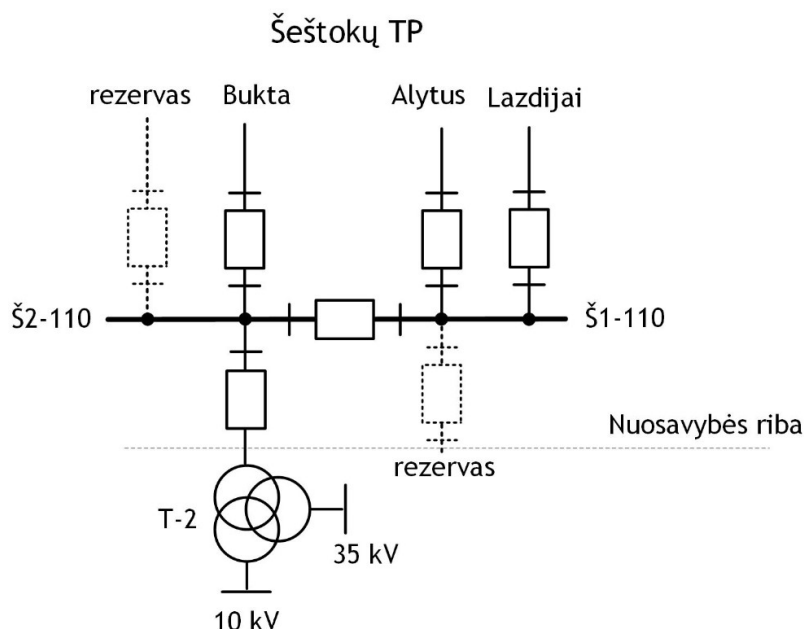 Šeštokų TP
rezervas
Bukta
Alytus
Lazdijai
Š2-110
Š1-110
Nuosavybės riba
rezervas
T-2
35 kV
10 kV